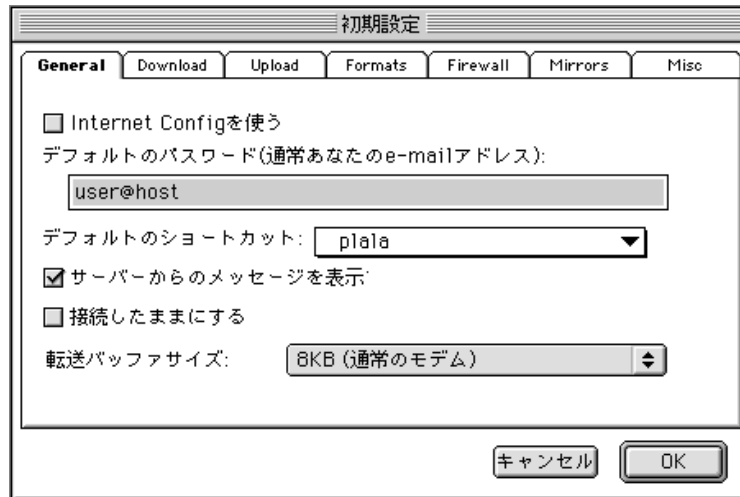 初期設定
General Download Upload Formats Firewall Mirrors Misc
Internet Configを使う
デフォルトのパスワード(通常あなたのe-mailアドレス):
user@host
デフォルトのショートカット: plala
サーバーからのメッセージを表示
接続したままにする
転送バッファサイズ: 8KB (通常のモデム)
キャンセル OK